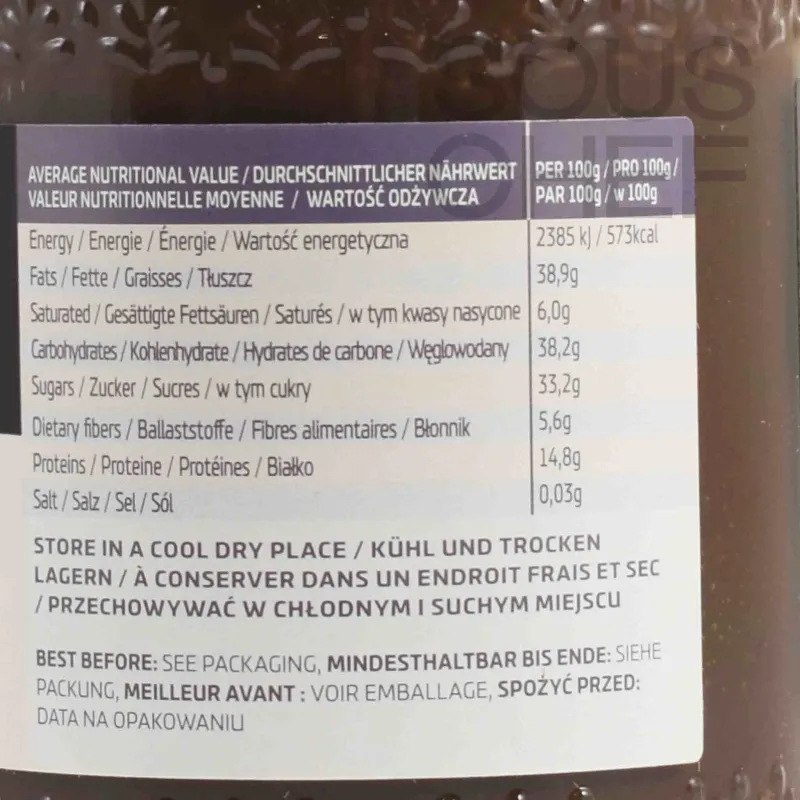 SOUS
CHEF
AVERAGE NUTRITIONAL VALUE / DURCHSCHNITTLICHER NÄHRWERT PER 100g / PRO 100g /
VALEUR NUTRITIONNELLE MOYENNE / WARTOŚĆ ODŻYWCZA PAR 100g / w 100g
Energy / Energie / Énergie / Wartość energetyczna 2385 kJ / 573kcal
Fats / Fette / Graisses / Tłuszcz 38,9g
Saturated / Gesättigte Fettsäuren / Saturés / w tym kwasy nasycone 6,0g
Carbohydrates / Kohlenhydrate / Hydrates de carbone / Węglowodany 38,2g
Sugars / Zucker / Sucres / w tym cukry 33,2g
Dietary fibers / Ballaststoffe / Fibres alimentaires / Błonnik 5,6g
Proteins / Proteine / Protéines / Białko 14,8g
Salt / Salz / Sel / Sól 0,03g
STORE IN A COOL DRY PLACE / KÜHL UND TROCKEN
LAGERN / À CONSERVER DANS UN ENDROIT FRAIS ET SEC
/ PRZECHOWYWAĆ W CHŁODNYM I SUCHYM MIEJSCU
BEST BEFORE: SEE PACKAGING, MINDESTHALTBAR BIS ENDE: SIEHE
PACKUNG, MEILLEUR AVANT : VOIR EMBALLAGE, SPOŻYĆ PRZED:
DATA NA OPAKOWANIU